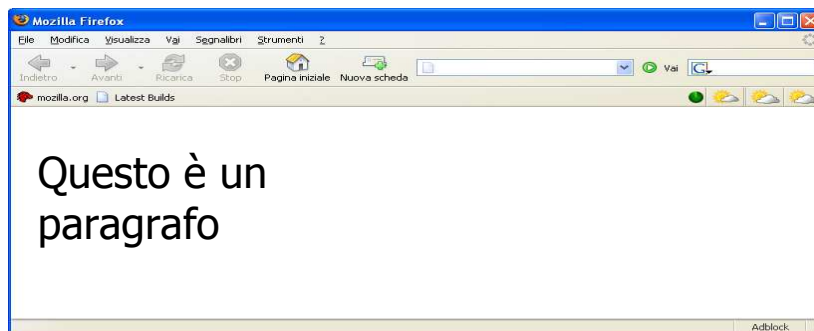 Mozilla Firefox
File Modifica Visualizza Vai Segnalibri Strumenti ?
Indietro Avanti Ricarica Stop Pagina iniziale Nuova scheda Vai G
mozilla.org Latest Builds
Questo è un
paragrafo
Adblock